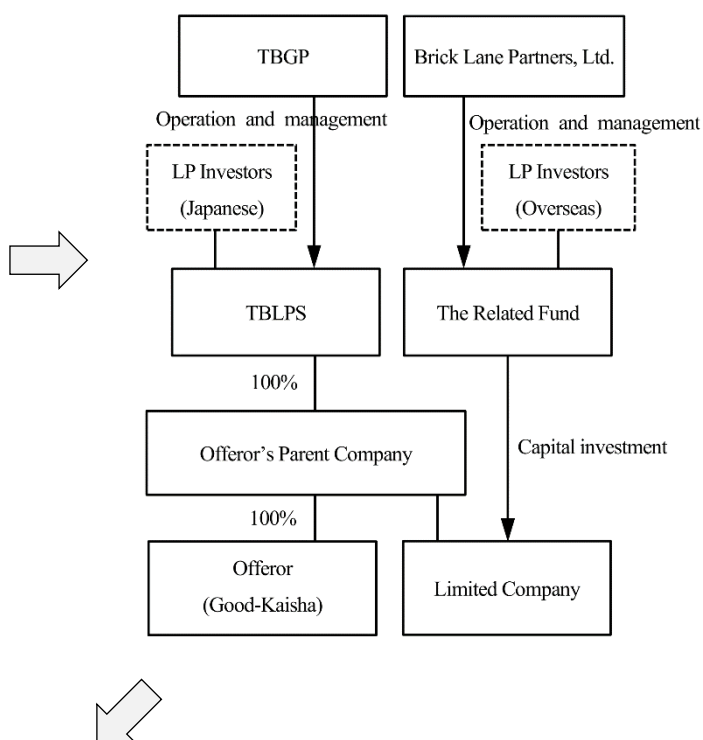 TBGP
Brick Lane Partners, Ltd.
Operation and management
Operation and management
LP Investors
(Japanese)
LP Investors
(Overseas)
TBLPS
The Related Fund
100%
Offeror's Parent Company
Capital investment
100%
Offeror
(Good-Kaisha)
Limited Company